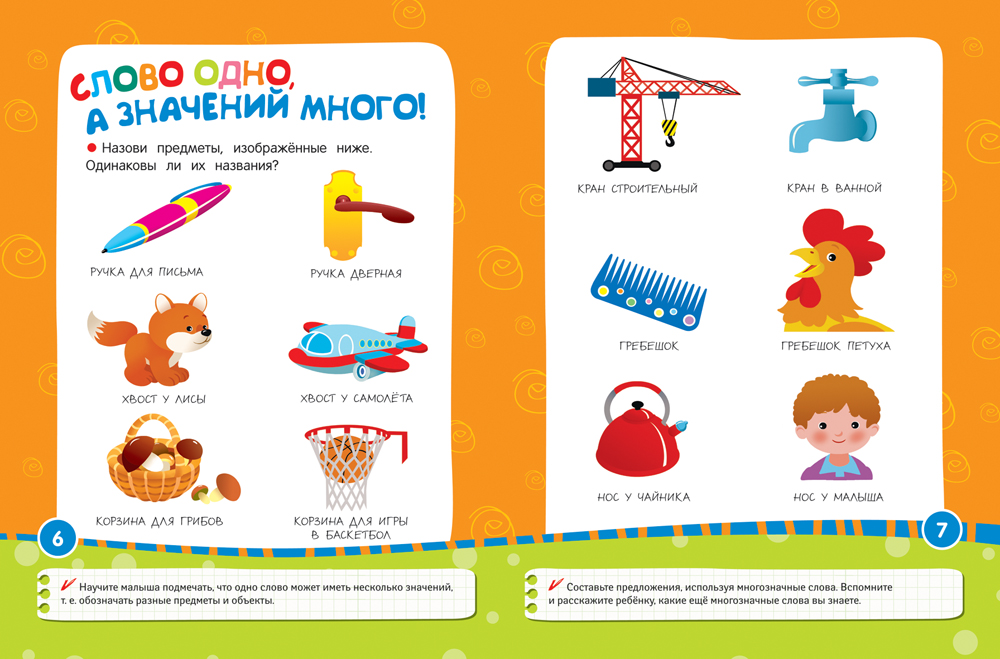 СЛОВО ОДНО,
А ЗНАЧЕНИЙ МНОГО!
● Назови предметы, изображённые ниже.
Одинаковы ли их названия?
РУЧКА ДЛЯ ПИСЬМА
РУЧКА ДВЕРНАЯ
ХВОСТ У ЛИСЫ
ХВОСТ У САМОЛЁТА
КОРЗИНА ДЛЯ ГРИБОВ
КОРЗИНА ДЛЯ ИГРЫ
В БАСКЕТБОЛ
6
Научите малыша подмечать, что одно слово может иметь несколько значений,
т. е. обозначать разные предметы и объекты.
КРАН СТРОИТЕЛЬНЫЙ
КРАН В ВАННОЙ
ГРЕБЕШОК
ГРЕБЕШОК ПЕТУХА
НОС У ЧАЙНИКА
НОС У МАЛЫША
7
Составьте предложения, используя многозначные слова. Вспомните
и расскажите ребёнку, какие ещё многозначные слова вы знаете.